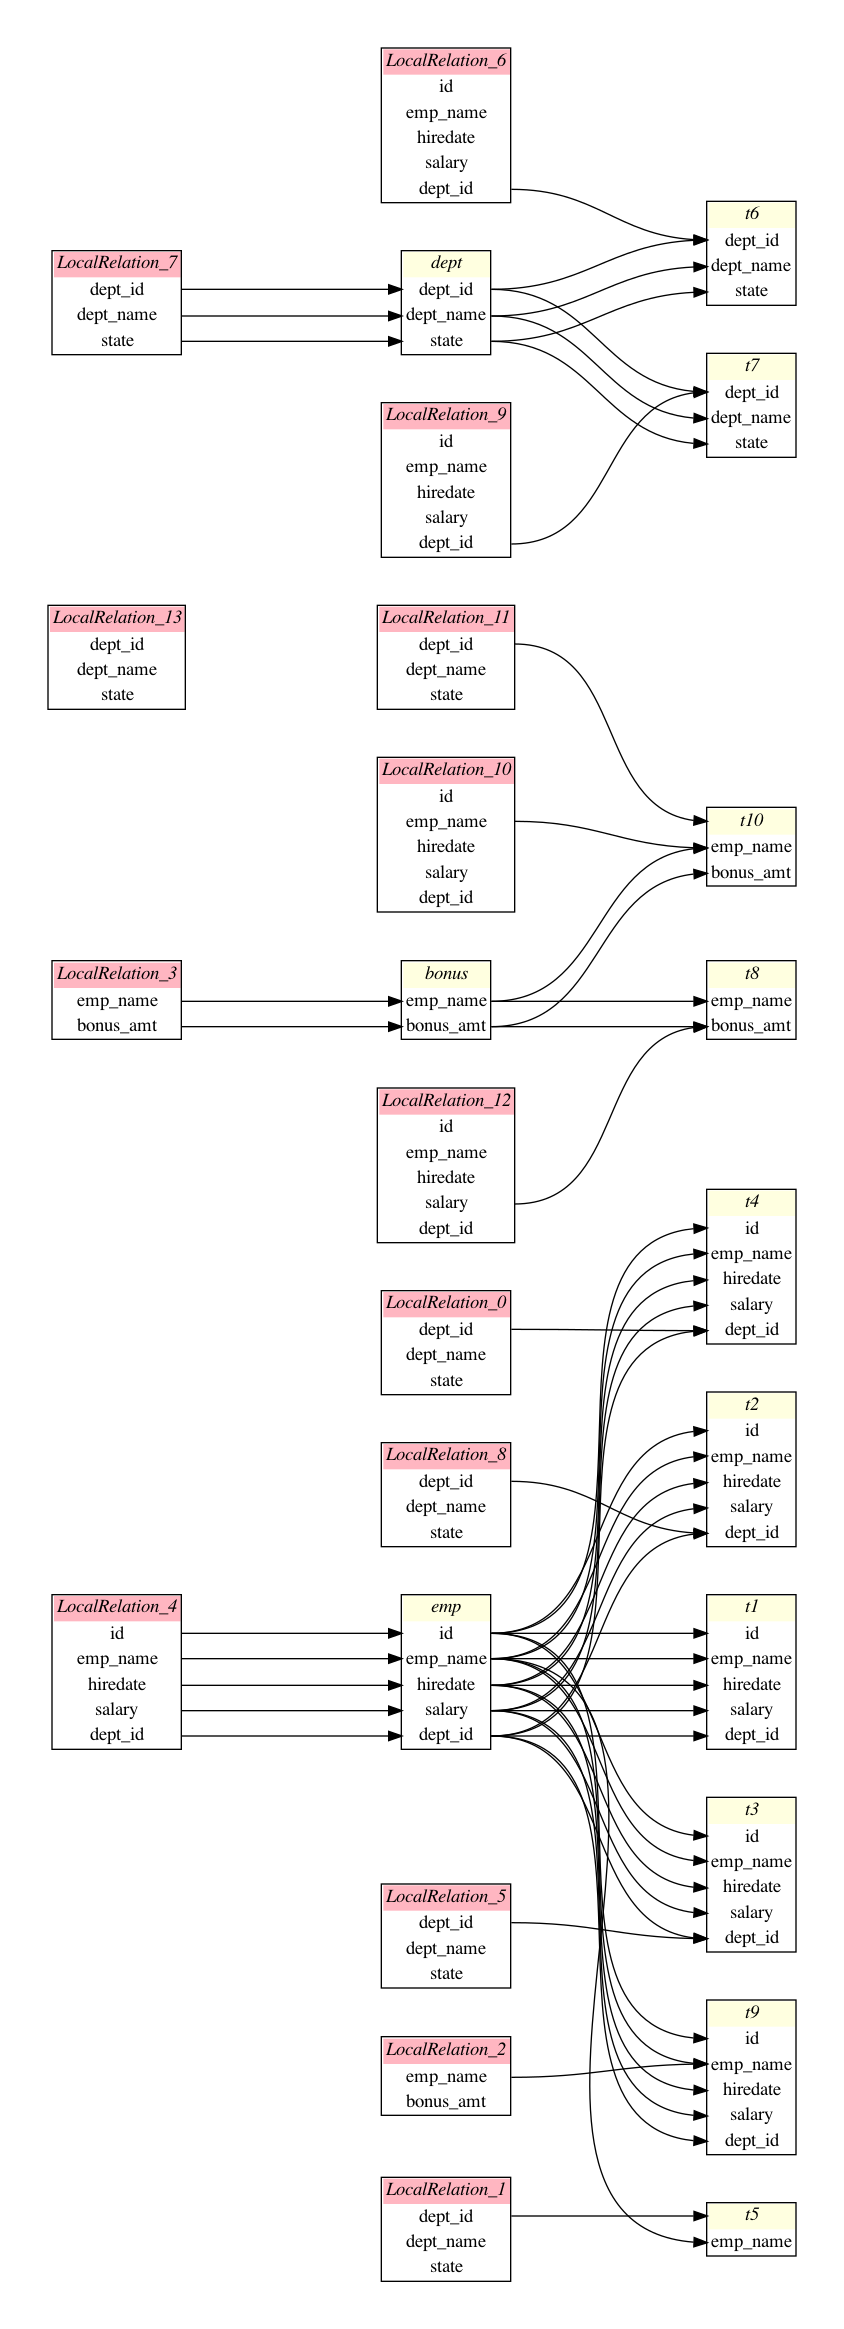 LocalRelation_6
id
emp_name
hiredate
salary
dept_id
t6
dept_id
dept_name
state
LocalRelation_7
dept_id
dept_name
state
dept
dept_id
dept_name
state
t7
dept_id
dept_name
state
LocalRelation_9
id
emp_name
hiredate
salary
dept_id
LocalRelation_13
dept_id
dept_name
state
LocalRelation_11
dept_id
dept_name
state
LocalRelation_10
id
emp_name
hiredate
salary
dept_id
t10
emp_name
bonus_amt
LocalRelation_3
emp_name
bonus_amt
bonus
emp_name
bonus_amt
t8
emp_name
bonus_amt
LocalRelation_12
id
emp_name
hiredate
salary
dept_id
t4
id
emp_name
hiredate
salary
dept_id
LocalRelation_0
dept_id
dept_name
state
t2
id
emp_name
hiredate
salary
dept_id
LocalRelation_8
dept_id
dept_name
state
LocalRelation_4
id
emp_name
hiredate
salary
dept_id
emp
id
emp_name
hiredate
salary
dept_id
t1
id
emp_name
hiredate
salary
dept_id
t3
id
emp_name
hiredate
salary
dept_id
LocalRelation_5
dept_id
dept_name
state
t9
id
emp_name
hiredate
salary
dept_id
LocalRelation_2
emp_name
bonus_amt
LocalRelation_1
dept_id
dept_name
state
t5
emp_name